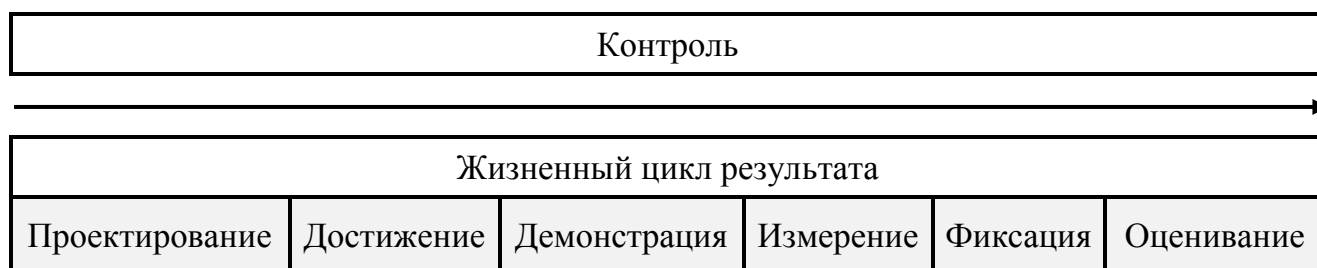 Контроль
Жизненный цикл результата
Проектирование Достижение Демонстрация Измерение Фиксация Оценивание